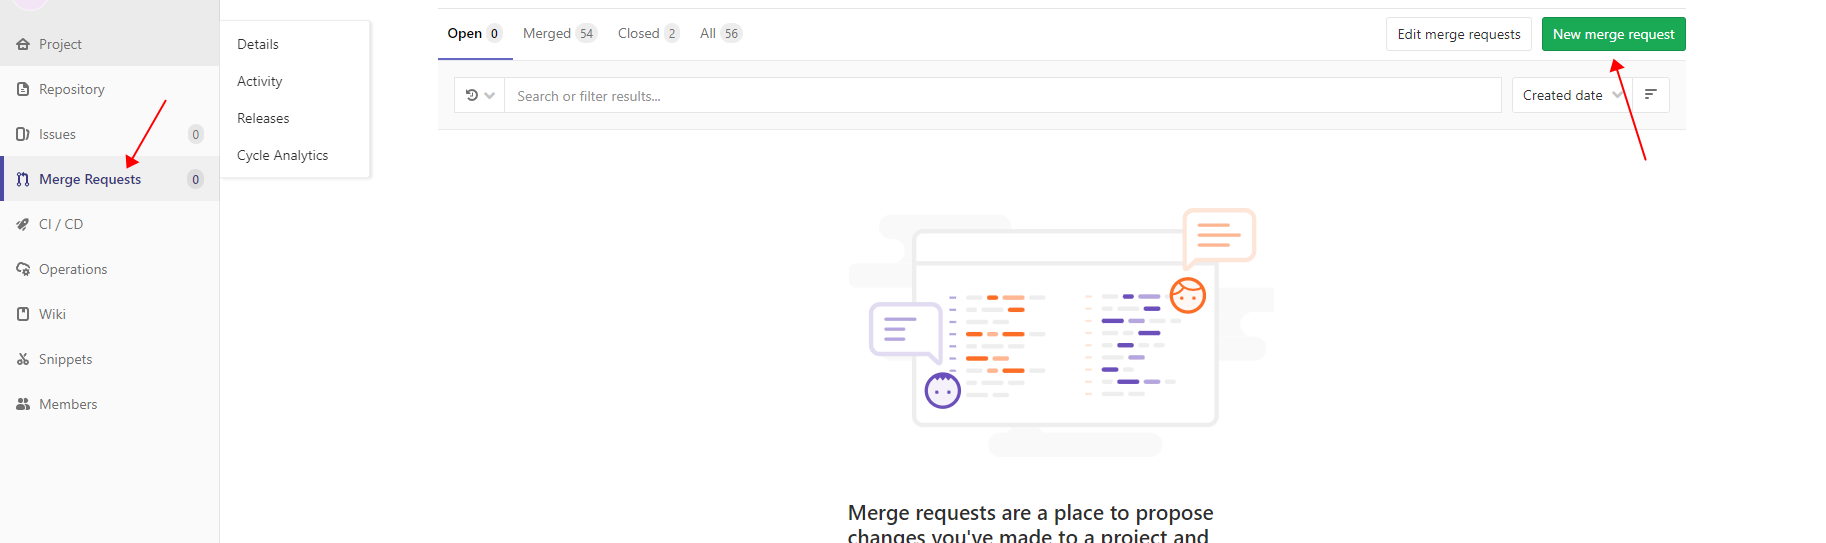 Project
Repository
Issues 0
Merge Requests 0
CI / CD
Operations
Wiki
Snippets
Members
Details
Activity
Releases
Cycle Analytics
Open 0 Merged 54 Closed 2 All 56
Edit merge requests New merge request
Search or filter results... Created date
Merge requests are a place to propose
changes you've made to a project and